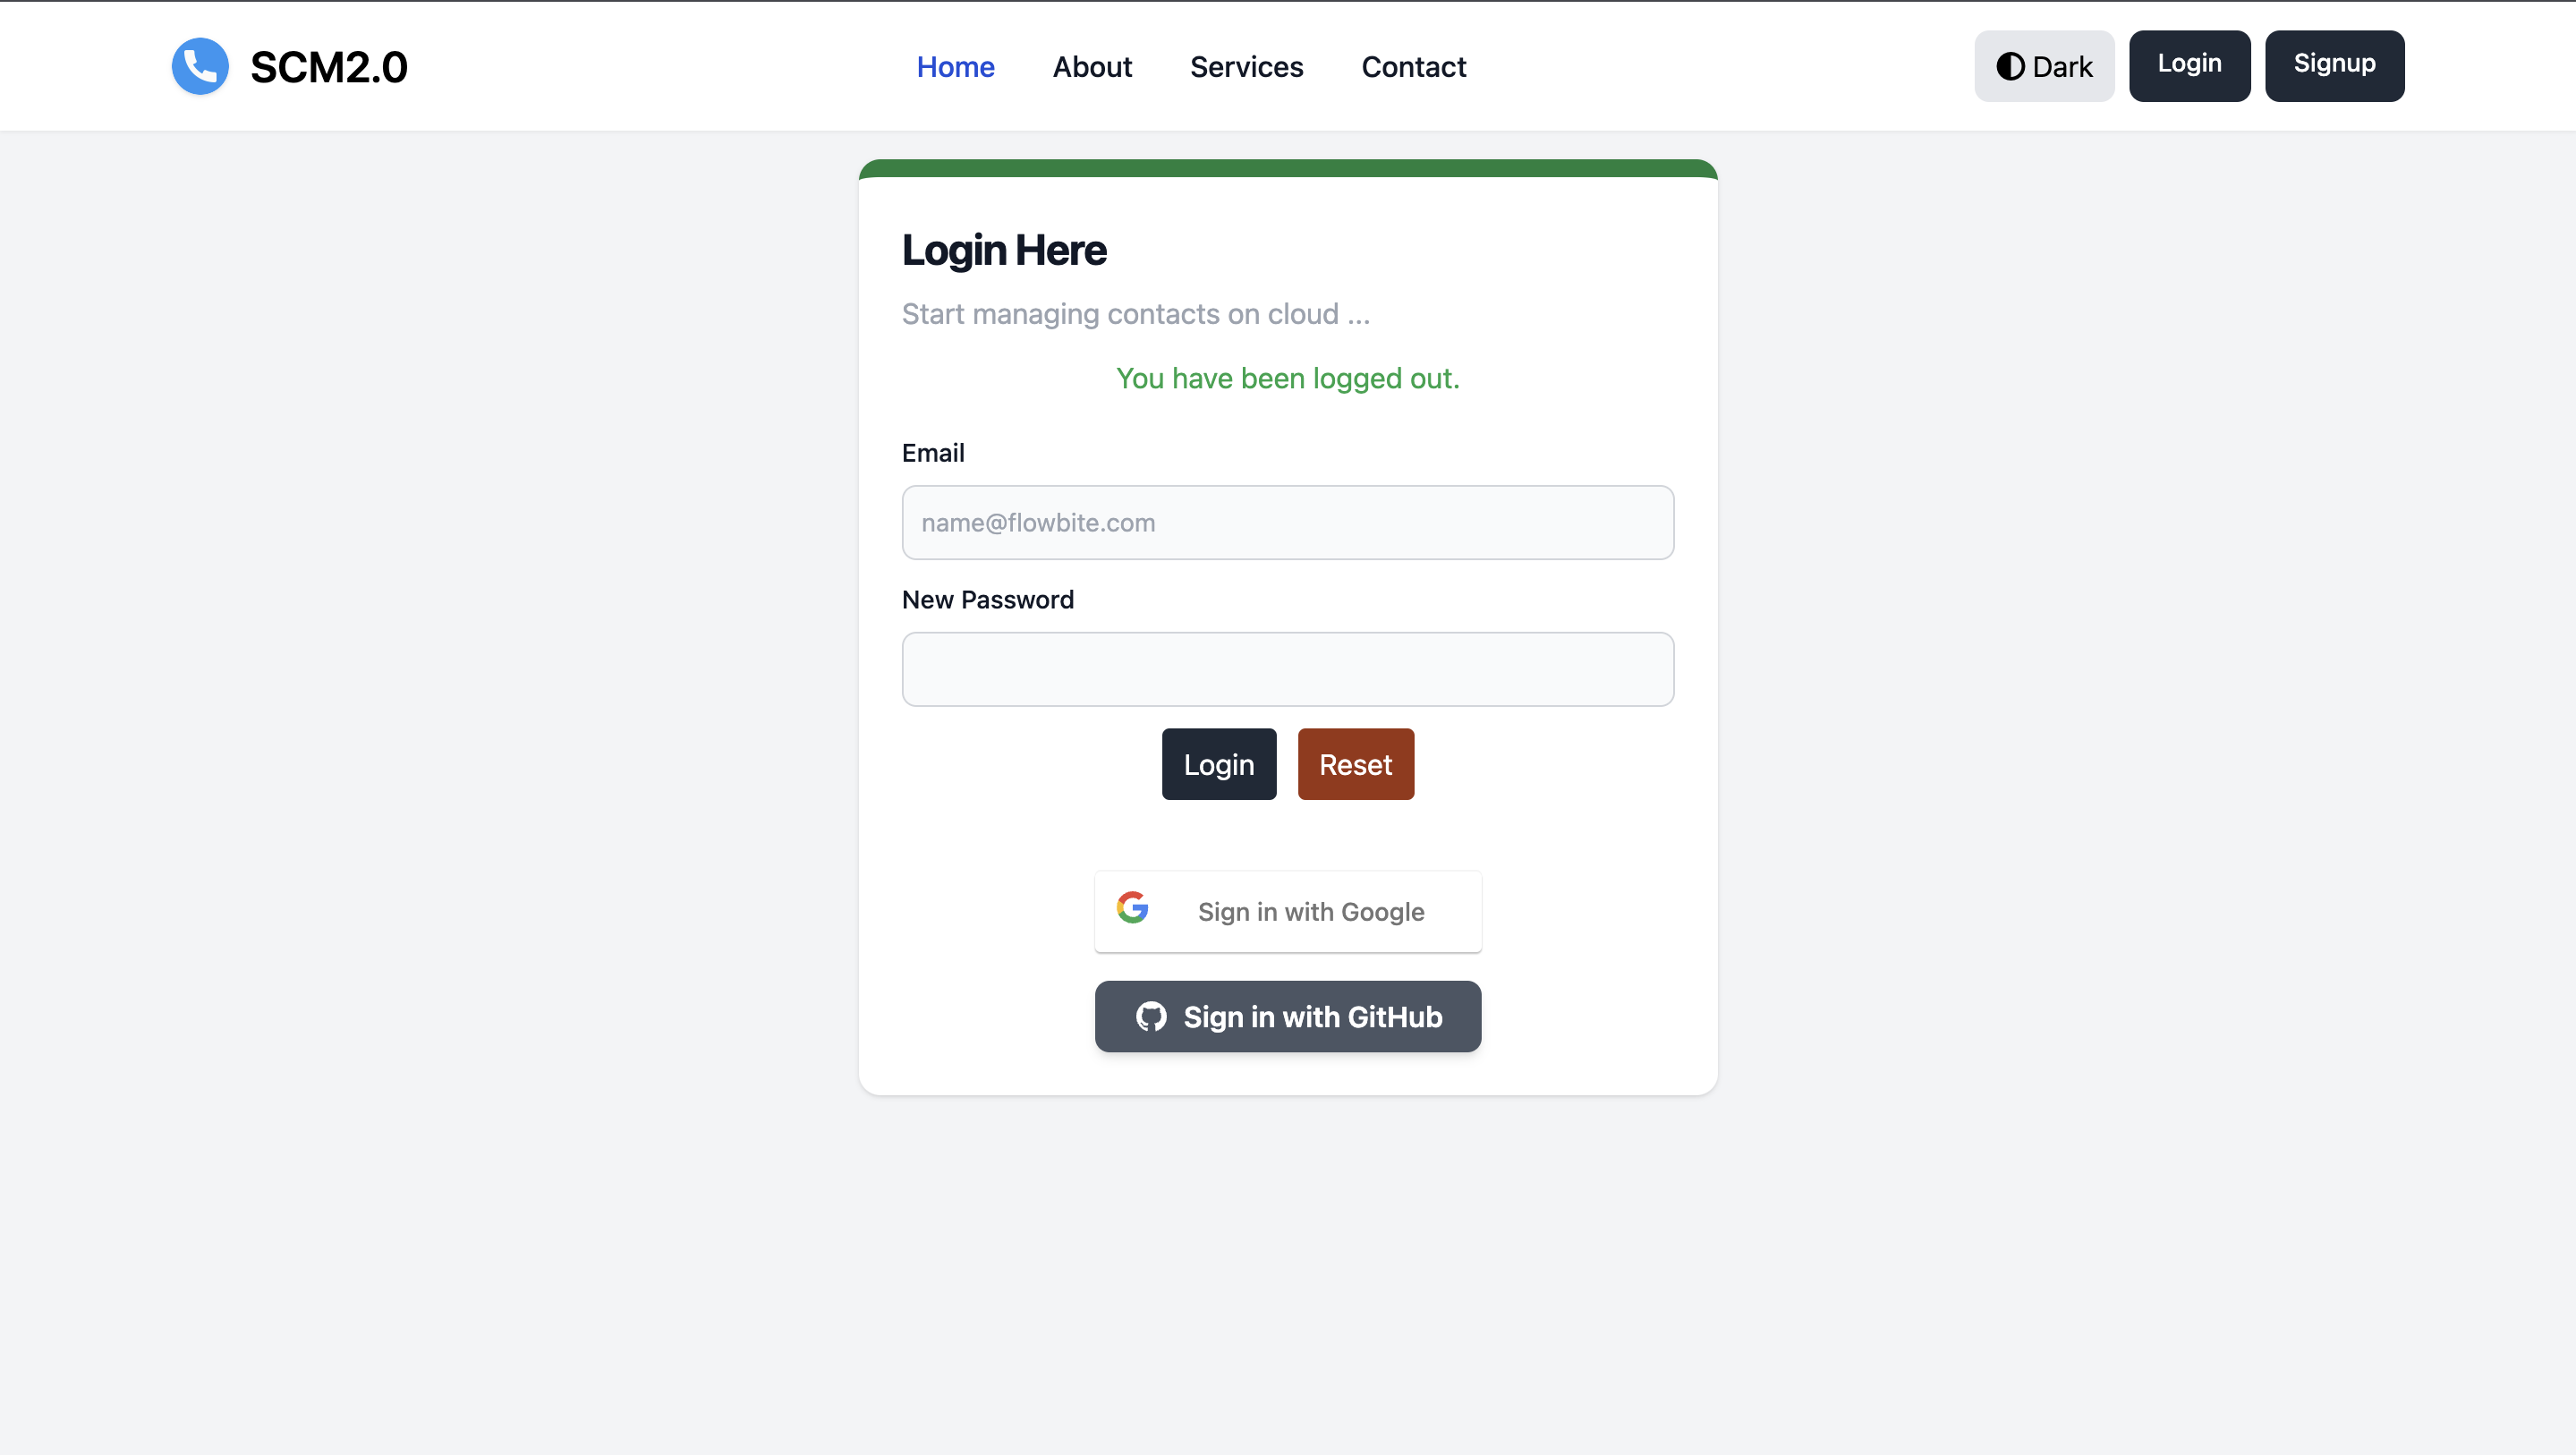 SCM2.0
Home About Services Contact
Dark Login Signup
Login Here
Start managing contacts on cloud ...
You have been logged out.
Email
name@flowbite.com
New Password
Login Reset
Sign in with Google
Sign in with GitHub